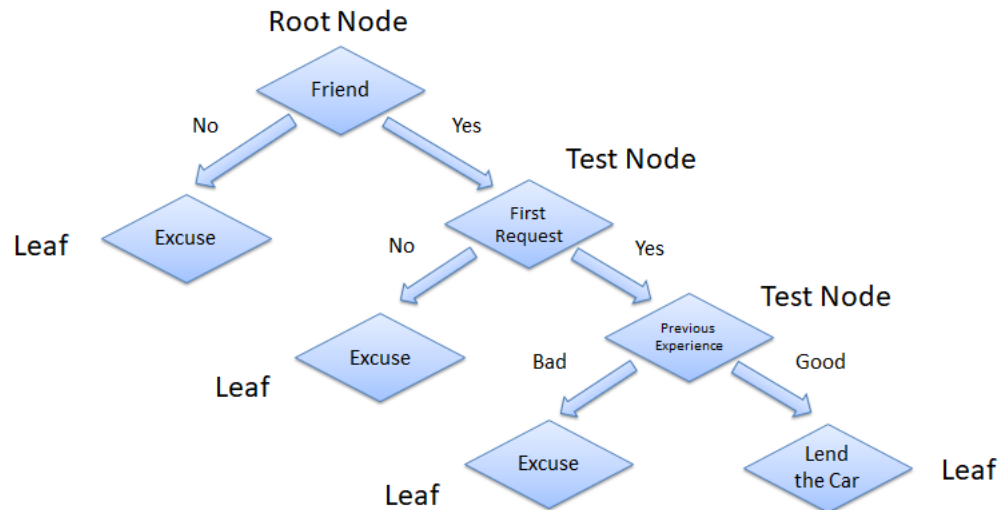 Root Node
Friend
No
Yes
Test Node
First
Request
Leaf
Excuse
No
Yes
Test Node
Previous
Experience
Excuse
Leaf
Bad
Good
Excuse
Lend
the Car
Leaf
Leaf